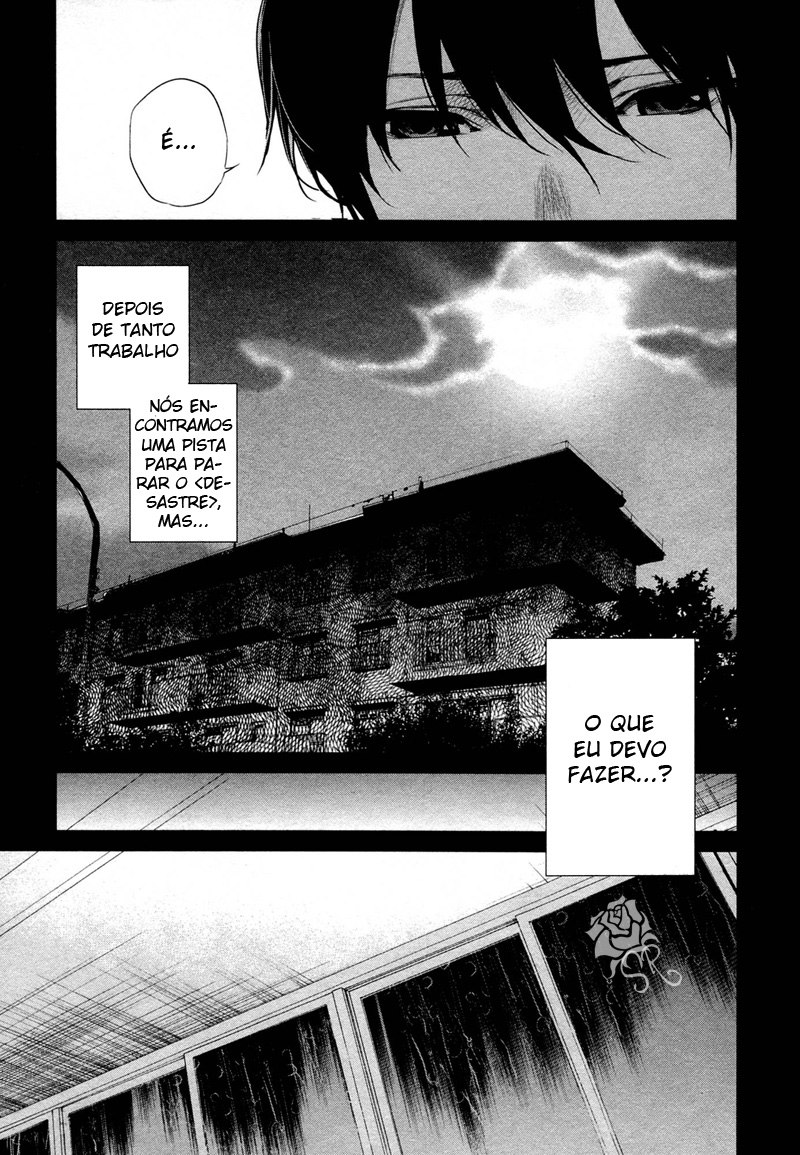 É...
DEPOIS
DE TANTO
TRABALHO
NÓS EN-
CONTRAMOS
UMA PISTA
PARA PA-
RAR O <DE-
SASTRE>,
MAS...
O QUE
EU DEVO
FAZER...?
SR